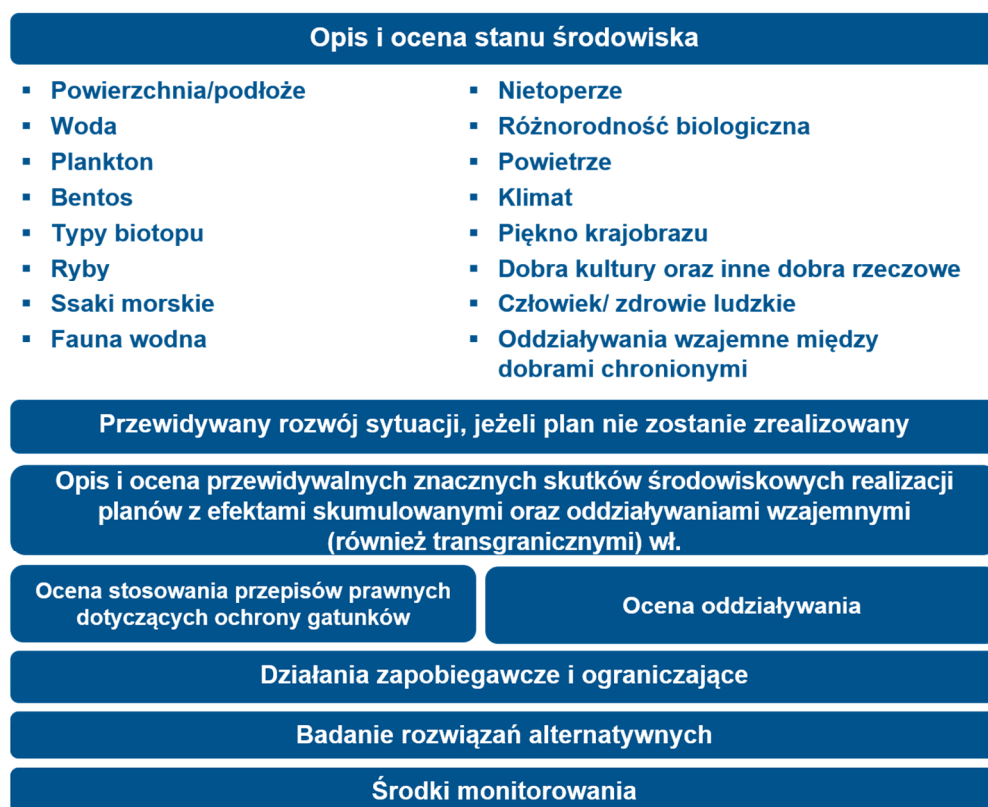 Opis i ocena stanu środowiska
Powierzchnia/podłoże
Woda
Plankton
Bentos
Typy biotopu
Ryby
Ssaki morskie
Fauna wodna
Nietoperze
Różnorodność biologiczna
Powietrze
Klimat
Piękno krajobrazu
Dobra kultury oraz inne dobra rzeczowe
Człowiek/ zdrowie ludzkie
Oddziaływania wzajemne między
dobrami chronionymi
Przewidywany rozwój sytuacji, jeżeli plan nie zostanie zrealizowany
Opis i ocena przewidywalnych znacznych skutków środowiskowych realizacji
planów z efektami skumulowanymi oraz oddziaływaniami wzajemnymi
(również transgranicznymi) wł.
Ocena stosowania przepisów prawnych
dotyczących ochrony gatunków
Ocena oddziaływania
Działania zapobiegawcze i ograniczające
Badanie rozwiązań alternatywnych
Środki monitorowania